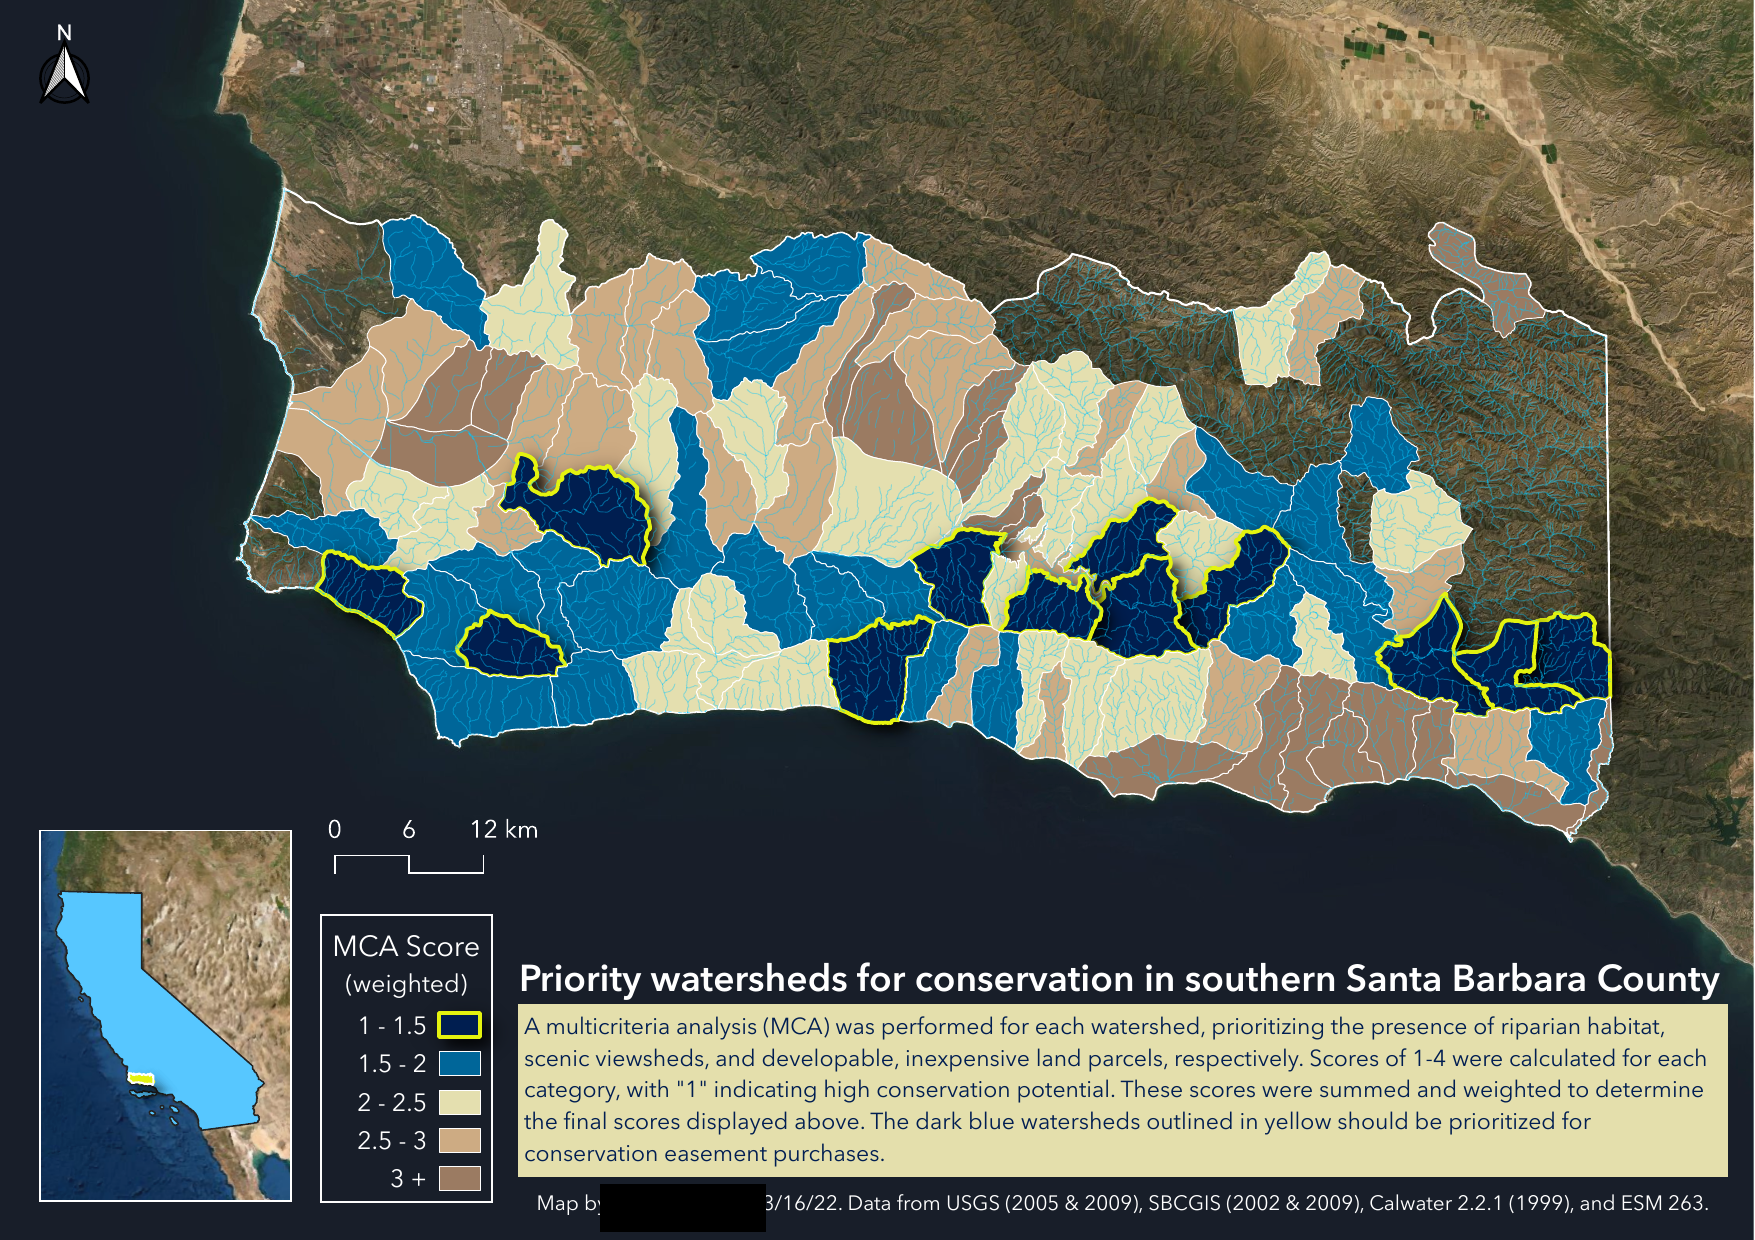 N
0 6 12 km
MCA Score
(weighted)
1 - 1.5
1.5 - 2
2 - 2.5
2.5 - 3
3 +
Priority watersheds for conservation in southern Santa Barbara County
A multicriteria analysis (MCA) was performed for each watershed, prioritizing the presence of riparian habitat,
scenic viewsheds, and developable, inexpensive land parcels, respectively. Scores of 1-4 were calculated for each
category, with "1" indicating high conservation potential. These scores were summed and weighted to determine
the final scores displayed above. The dark blue watersheds outlined in yellow should be prioritized for
conservation easement purchases.
Map by 3/16/22. Data from USGS (2005 & 2009), SBCGIS (2002 & 2009), Calwater 2.2.1 (1999), and ESM 263.